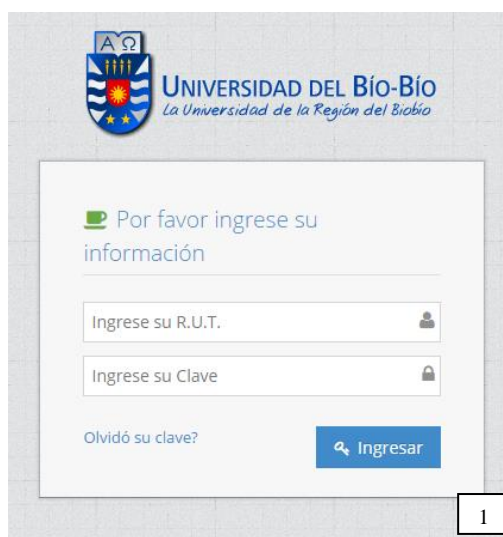 ΑΩ
UNIVERSIDAD DEL BÍO-BÍO
La Universidad de la Región del Biobío
Por favor ingrese su
información
Ingrese su R.U.T.
Ingrese su Clave
Olvidó su clave?
Ingresar
1